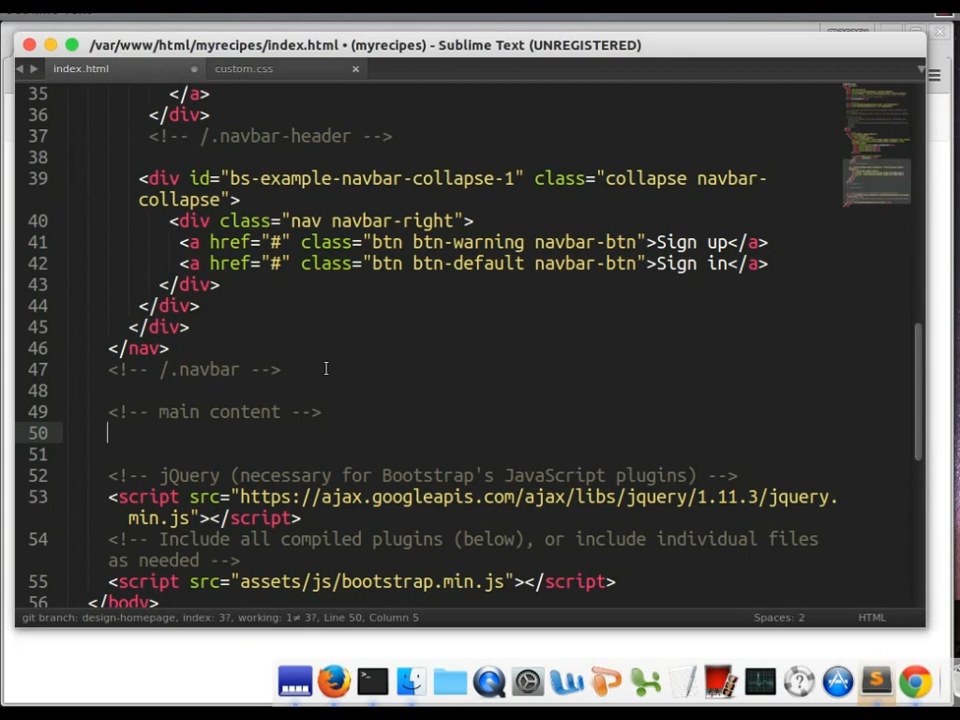 /var/www/html/myrecipes/index.html • (myrecipes) - Sublime Text (UNREGISTERED)
index.html
custom.css
35 </a>
36 </div>
37 <!-- /.navbar-header -->
38
39 <div id="bs-example-navbar-collapse-1" class="collapse navbar-
collapse">
40 <div class="nav navbar-right">
41 <a href="#" class="btn btn-warning navbar-btn">Sign up</a>
42 <a href="#" class="btn btn-default navbar-btn">Sign in</a>
43 </div>
44 </div>
45 </div>
46 </nav>
47 <!-- /.navbar -->
48
49 <!-- main content -->
50
51
52 <!-- jQuery (necessary for Bootstrap's JavaScript plugins) -->
53 <script src="https://ajax.googleapis.com/ajax/libs/jquery/1.11.3/jquery.
min.js"></script>
54 <!-- Include all compiled plugins (below), or include individual files
as needed -->
55 <script src="assets/js/bootstrap.min.js"></script>
56 </body>
git branch: design-homepage, index: 3?, working: 1≠ 3?, Line 50, Column 5
Spaces: 2
HTML